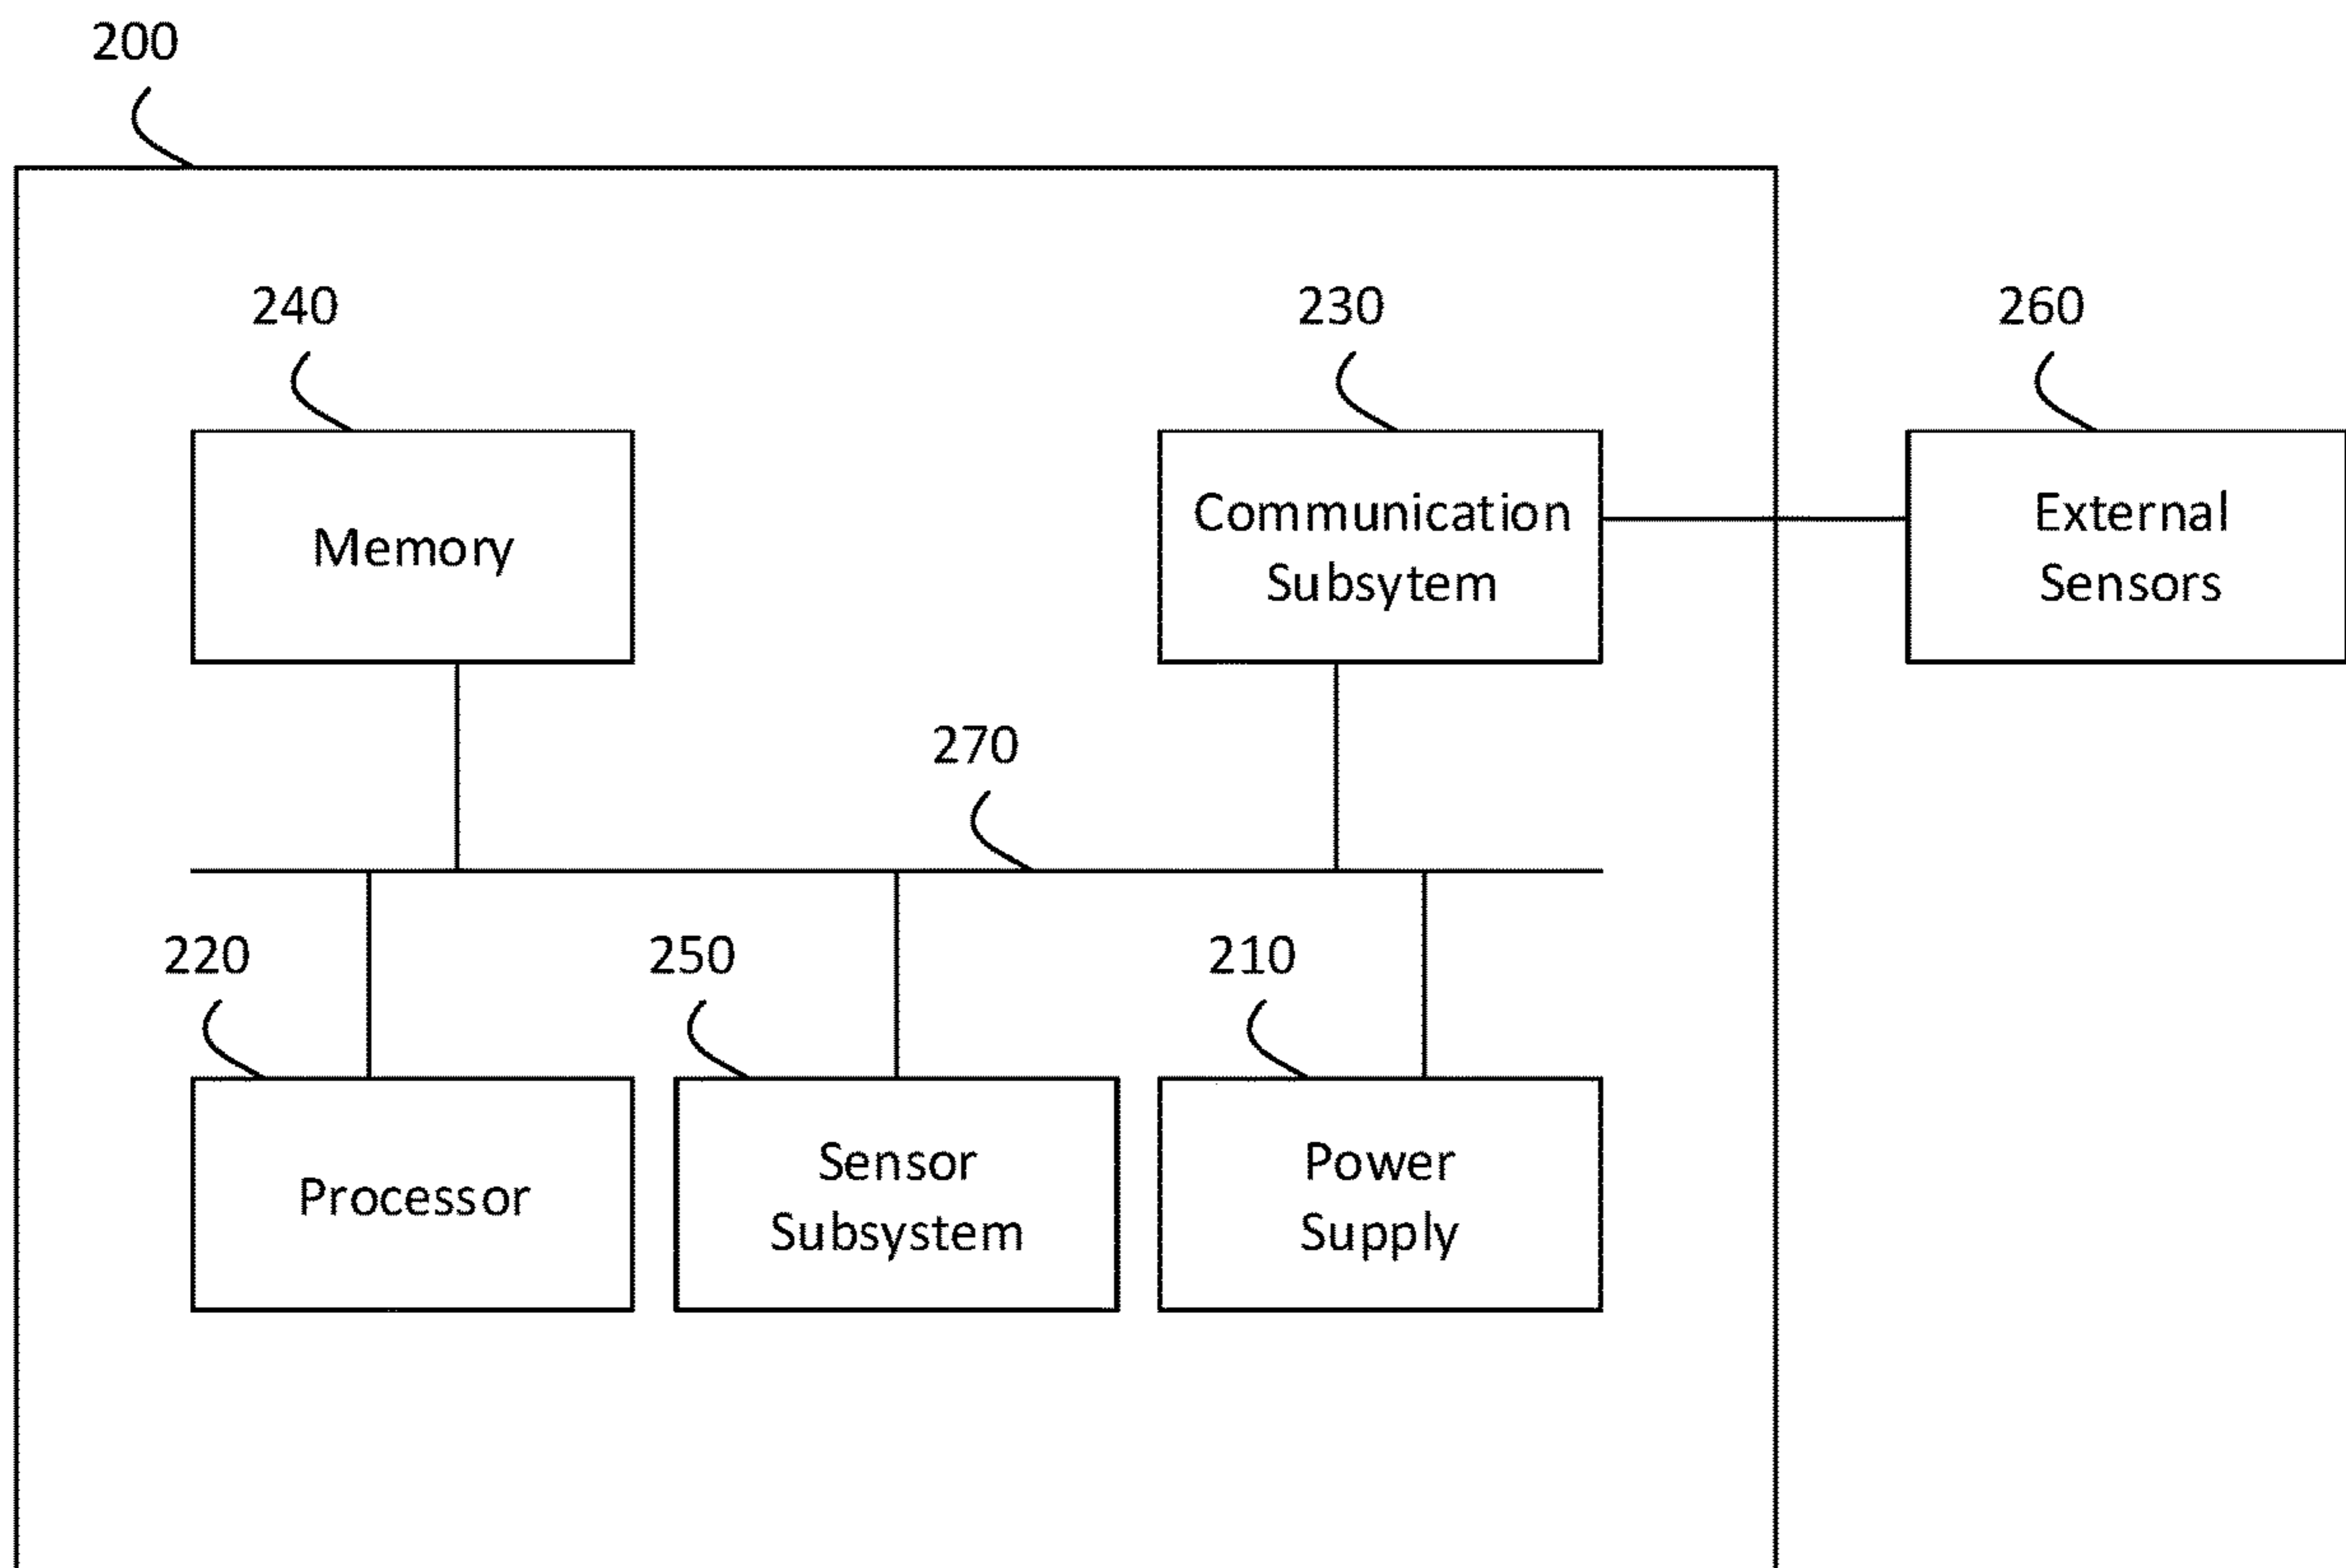 200
240
230
260
Memory
Communication
Subsytem
External
Sensors
270
220
250
210
Processor
Sensor
Subsystem
Power
Supply